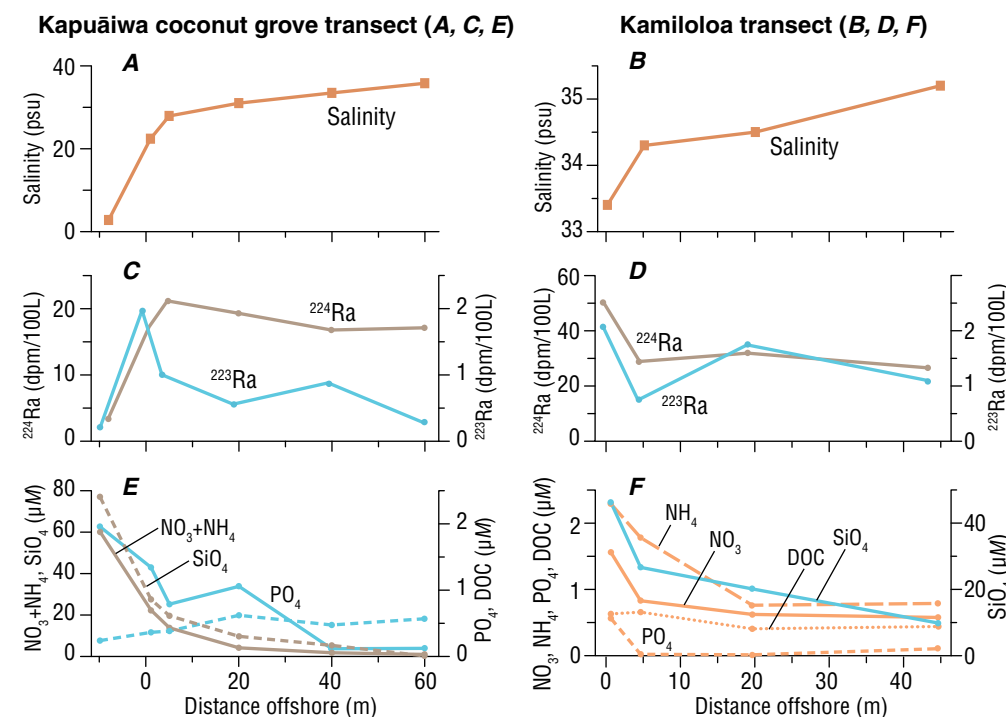 Kapuāiwa coconut grove transect (A, C, E)
Kamiloloa transect (B, D, F)
A
Salinity (psu)
40
20
0
Salinity
B
Salinity (psu)
35
34
33
Salinity
C
²²⁴Ra (dpm/100L)
20
10
0
²²⁴Ra
²²³Ra
2
1
0
²²³Ra (dpm/100L)
D
²²⁴Ra (dpm/100L)
60
40
20
0
²²⁴Ra
²²³Ra
2
1
0
²²³Ra (dpm/100L)
E
NO₃+NH₄, SiO₄ (µM)
80
60
40
20
0
NO₃+NH₄
SiO₄
PO₄
2
1
0
PO₄, DOC (µM)
0 20 40 60
Distance offshore (m)
F
NO₃, NH₄, PO₄, DOC (µM)
2
1
0
NH₄
NO₃
DOC
SiO₄
PO₄
40
20
0
SiO₄ (µM)
0 10 20 30 40
Distance offshore (m)